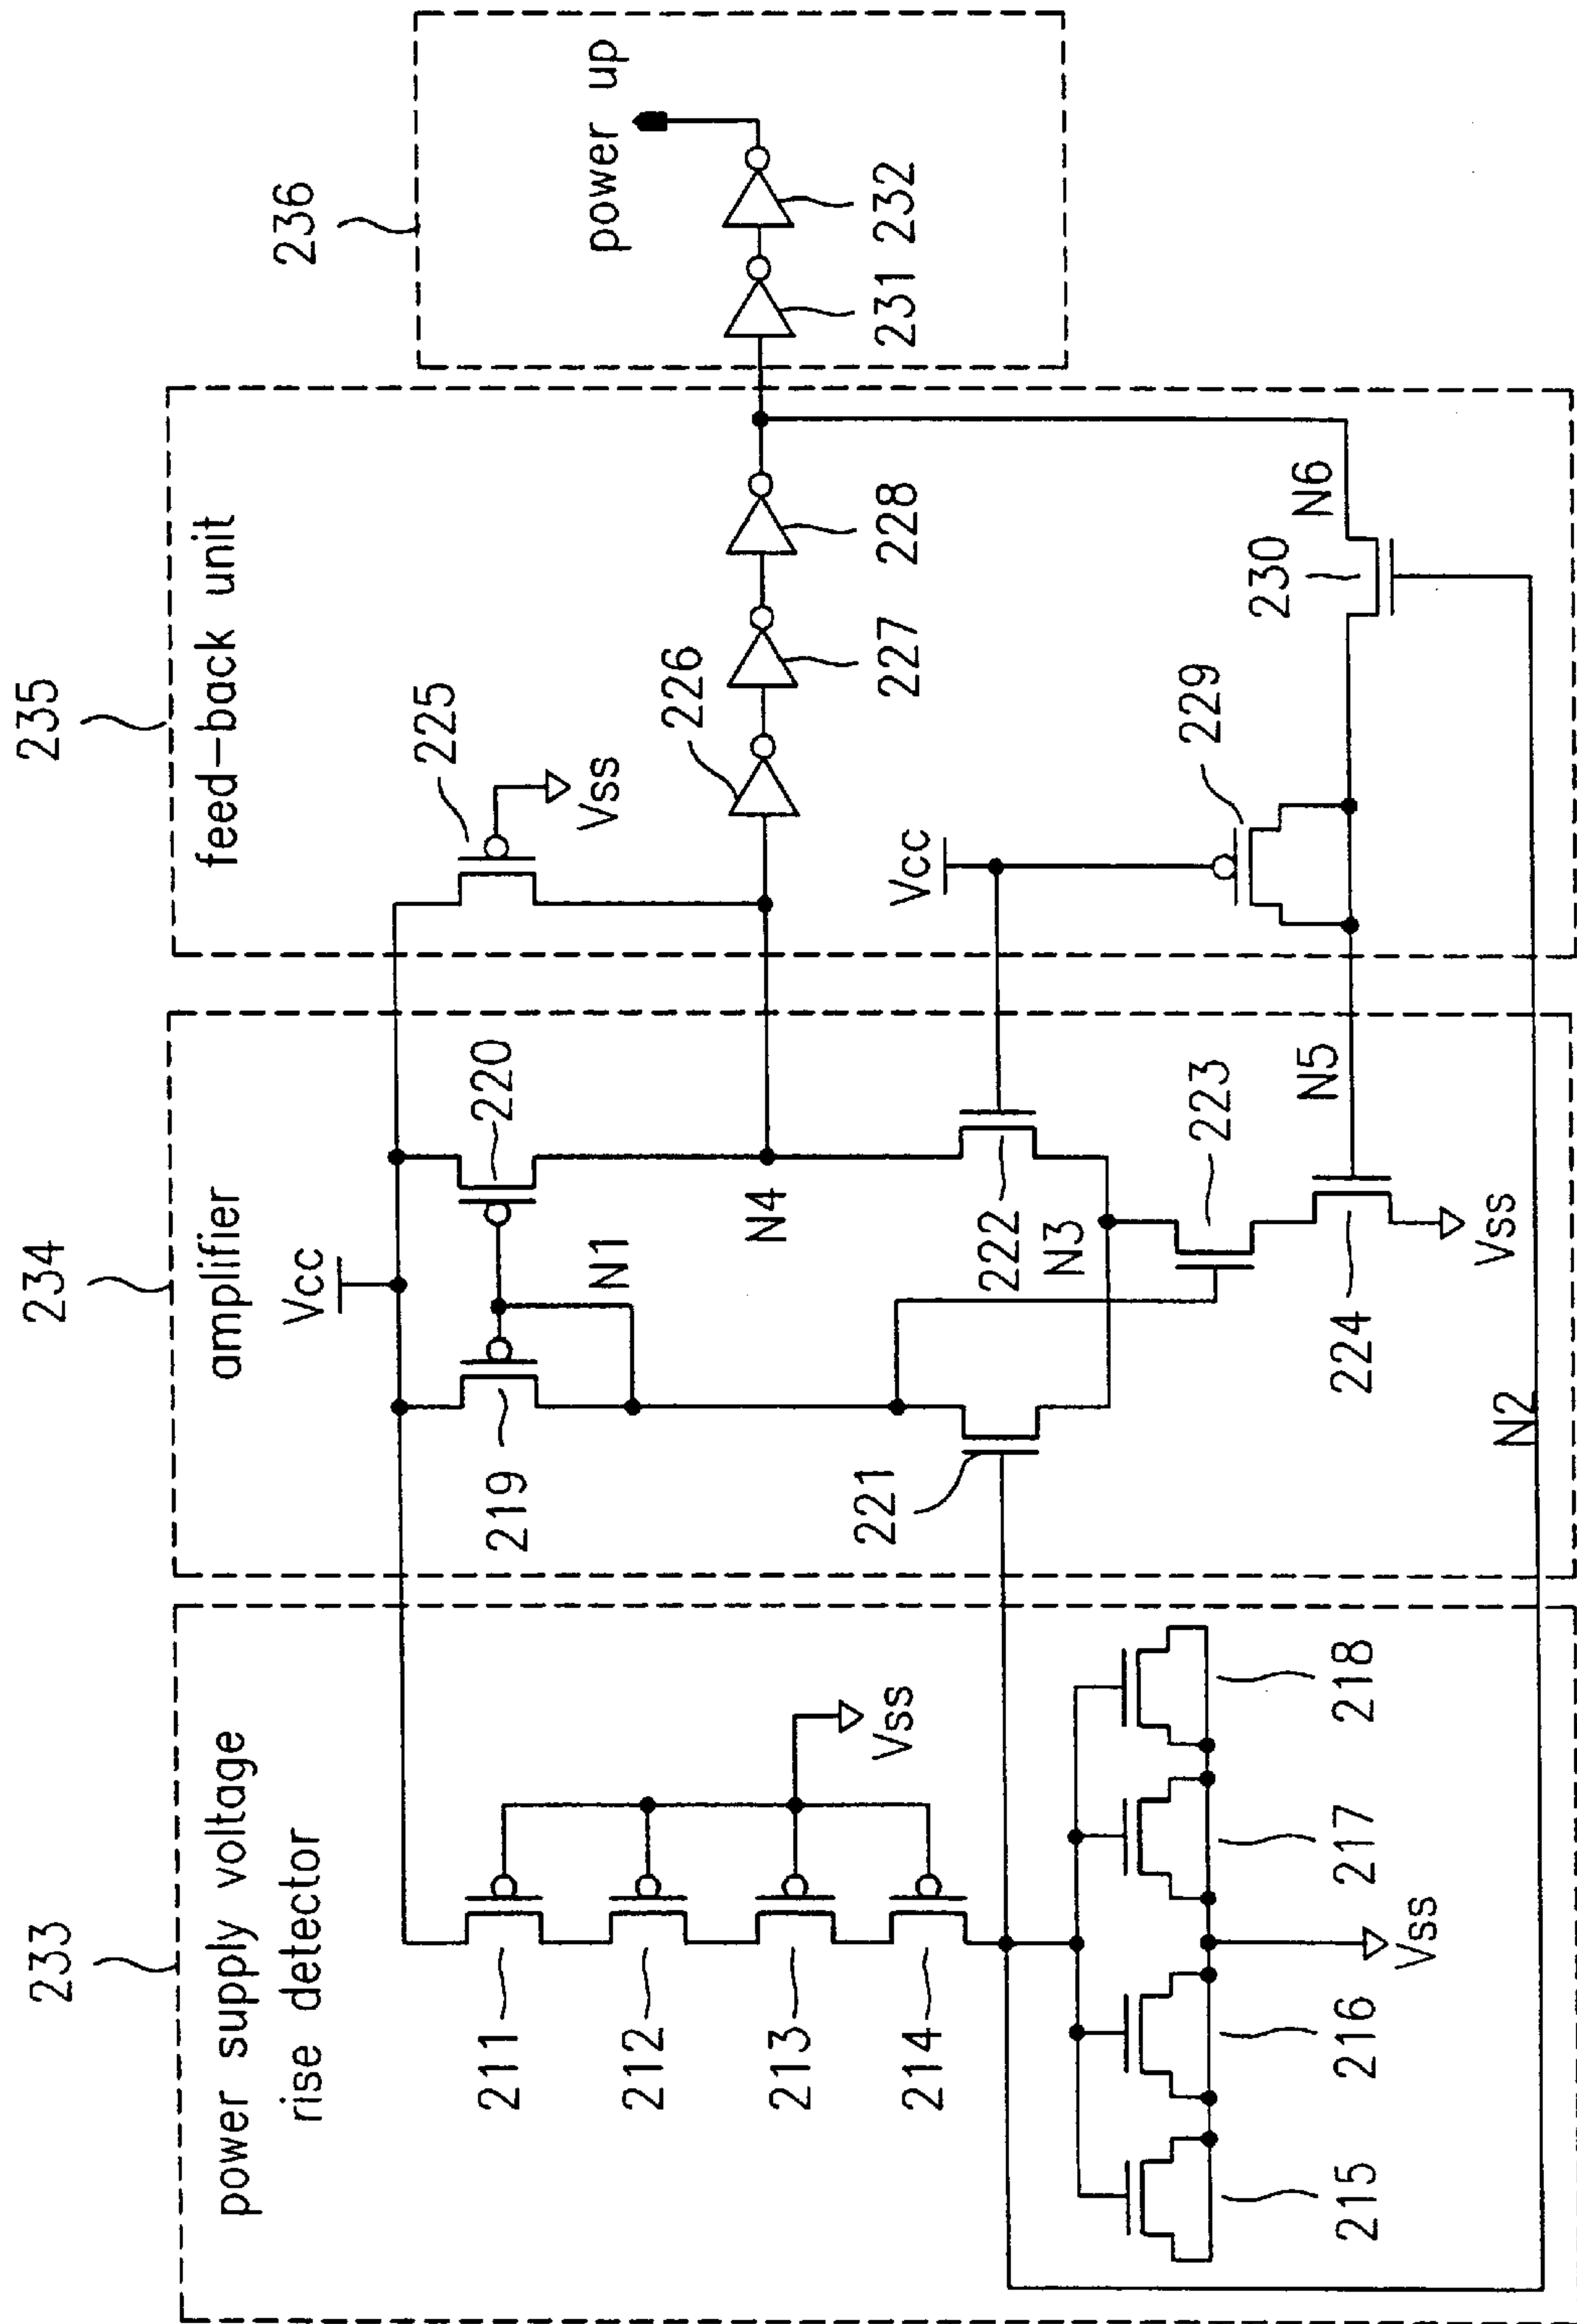 233
power supply voltage
rise detector
211
212
213
214
Vss
215
216
217
218
Vss
234
amplifier
Vcc
219
220
N1
N4
221
222
N3
223
224
N5
Vss
N2
235
feed-back unit
225
Vss
226
227
228
Vcc
229
230
N6
236
power up
231
232